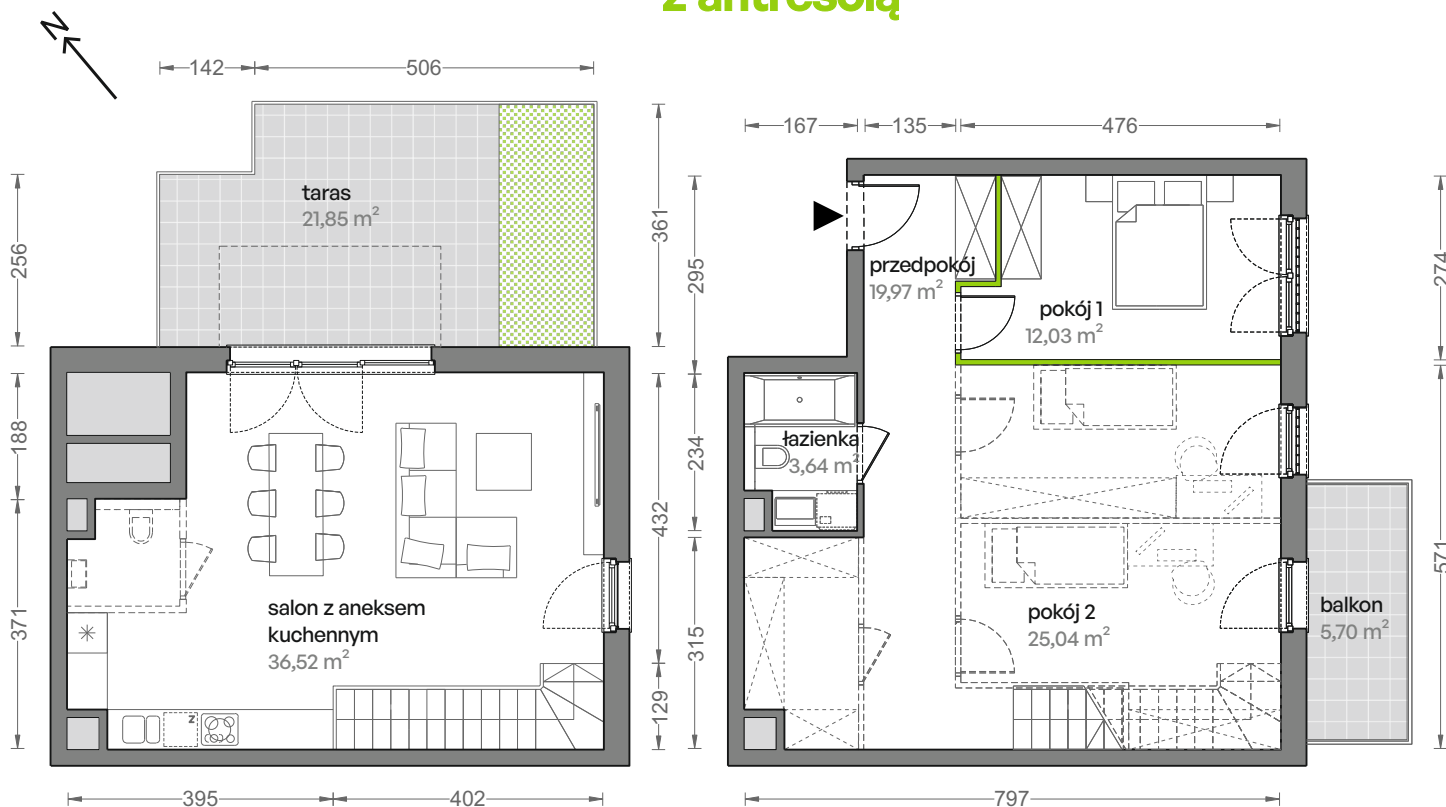 z antresolą
N
142
506
167
135
476
taras
21,85 m²
256
361
295
274
przedpokój
19,97 m²
pokój 1
12,03 m²
188
432
234
łazienka
3,64 m²
571
371
salon z aneksem
kuchennym
36,52 m²
315
pokój 2
25,04 m²
balkon
5,70 m²
129
z
395
402
797